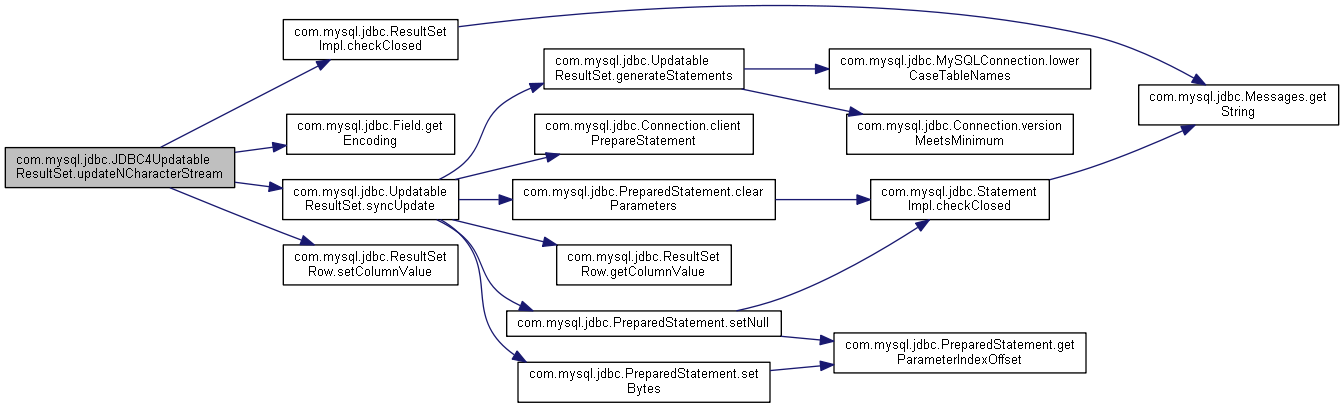 com.mysql.jdbc.JDBC4Updatable
ResultSet.updateNCharacterStream
com.mysql.jdbc.ResultSet
Impl.checkClosed
com.mysql.jdbc.Field.get
Encoding
com.mysql.jdbc.Updatable
ResultSet.syncUpdate
com.mysql.jdbc.ResultSet
Row.setColumnValue
com.mysql.jdbc.Updatable
ResultSet.generateStatements
com.mysql.jdbc.Connection.client
PrepareStatement
com.mysql.jdbc.PreparedStatement.clear
Parameters
com.mysql.jdbc.ResultSet
Row.getColumnValue
com.mysql.jdbc.PreparedStatement.setNull
com.mysql.jdbc.PreparedStatement.set
Bytes
com.mysql.jdbc.MySQLConnection.lower
CaseTableNames
com.mysql.jdbc.Connection.version
MeetsMinimum
com.mysql.jdbc.Statement
Impl.checkClosed
com.mysql.jdbc.PreparedStatement.get
ParameterIndexOffset
com.mysql.jdbc.Messages.get
String